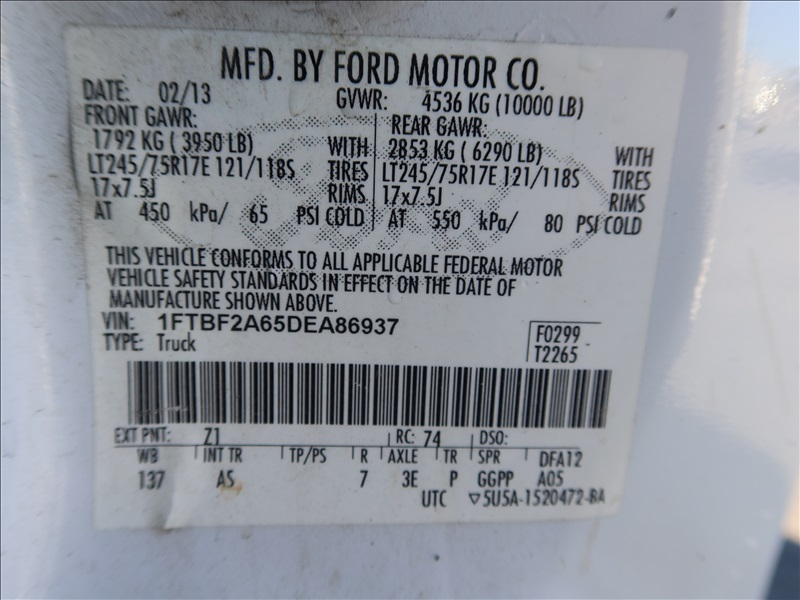 MFD. BY FORD MOTOR CO.
DATE: 02/13 GVWR: 4536 KG (10000 LB)
FRONT GAWR: REAR GAWR:
1792 KG ( 3950 LB) WITH 2853 KG ( 6290 LB) WITH
LT245/75R17E 121/118S TIRES LT245/75R17E 121/118S TIRES
17x7.5J RIMS 17x7.5J RIMS
AT 450 kPa/ 65 PSI COLD AT 550 kPa/ 80 PSI COLD
THIS VEHICLE CONFORMS TO ALL APPLICABLE FEDERAL MOTOR
VEHICLE SAFETY STANDARDS IN EFFECT ON THE DATE OF
MANUFACTURE SHOWN ABOVE.
VIN: 1FTBF2A65DEA86937
TYPE: Truck
F0299
T2265
EXT PNT: Z1 RC: 74 DSO:
WB INT TR TP/PS R AXLE TR SPR DFA12
137 AS 7 3E P GGPP A05
UTC ▽5U5A-1520472-BA